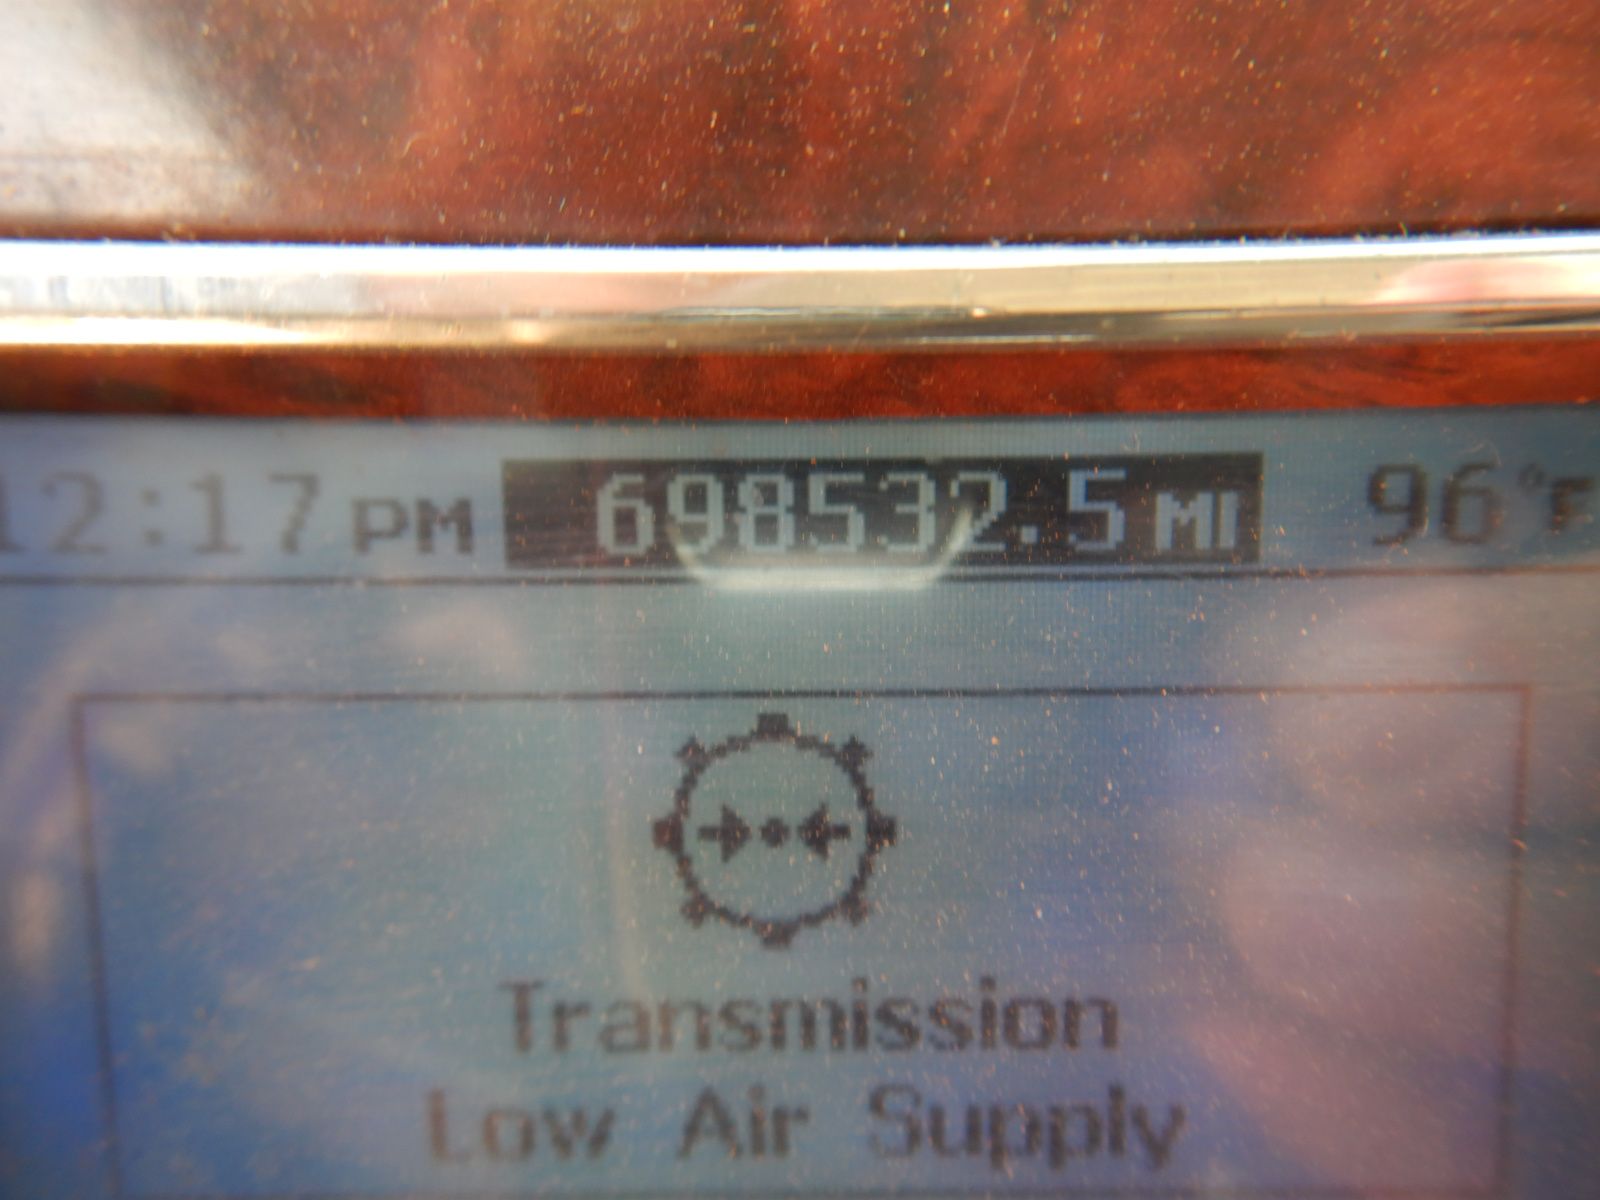 12:17 PM 698532.5 MI 96°F
Transmission
Low Air Supply